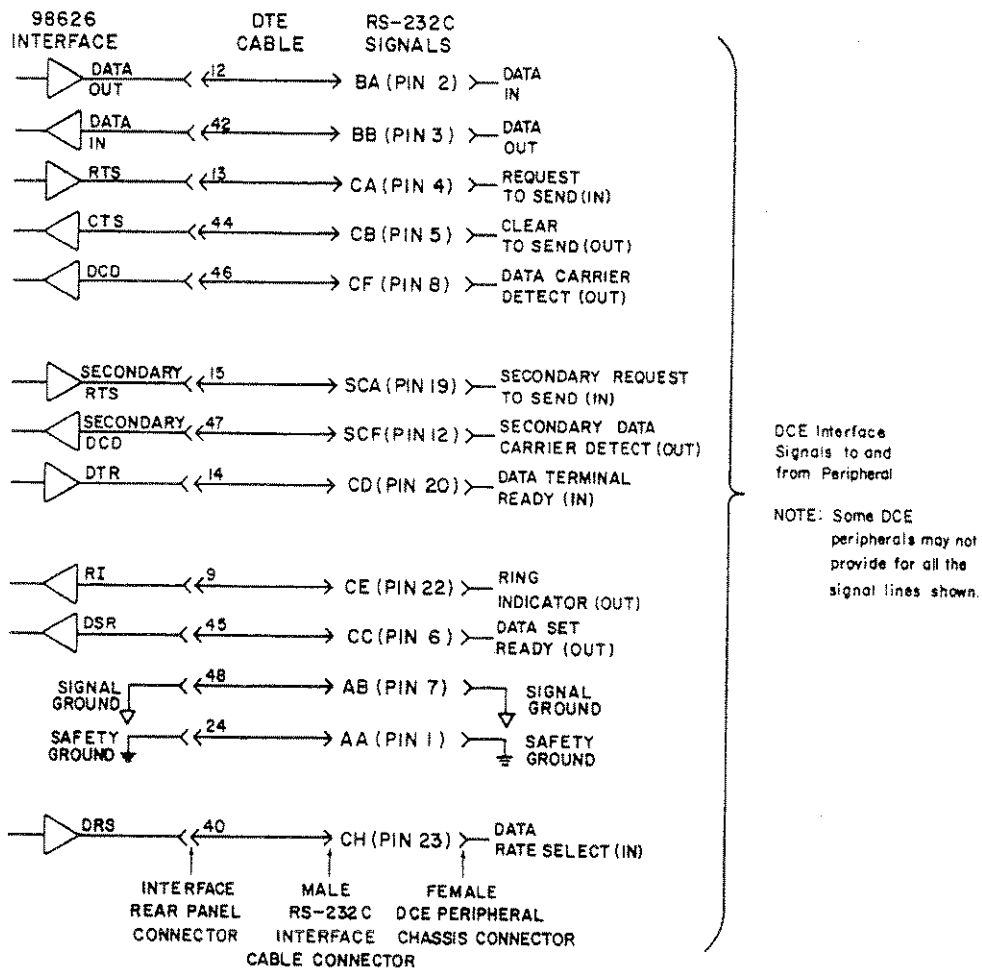 98626 INTERFACE
DTE CABLE
RS-232C SIGNALS
DATA OUT 12 BA (PIN 2) DATA IN
DATA IN 42 BB (PIN 3) DATA OUT
RTS 13 CA (PIN 4) REQUEST TO SEND (IN)
CTS 44 CB (PIN 5) CLEAR TO SEND (OUT)
DCD 46 CF (PIN 8) DATA CARRIER DETECT (OUT)
SECONDARY RTS 15 SCA (PIN 19) SECONDARY REQUEST TO SEND (IN)
SECONDARY DCD 47 SCF (PIN 12) SECONDARY DATA CARRIER DETECT (OUT)
DTR 14 CD (PIN 20) DATA TERMINAL READY (IN)
RI 9 CE (PIN 22) RING INDICATOR (OUT)
DSR 45 CC (PIN 6) DATA SET READY (OUT)
SIGNAL GROUND 48 AB (PIN 7) SIGNAL GROUND
SAFETY GROUND 24 AA (PIN 1) SAFETY GROUND
DRS 40 CH (PIN 23) DATA RATE SELECT (IN)
INTERFACE REAR PANEL CONNECTOR
MALE RS-232C INTERFACE CABLE CONNECTOR
FEMALE DCE PERIPHERAL CHASSIS CONNECTOR
DCE Interface
Signals to and
from Peripheral
NOTE: Some DCE
peripherals may not
provide for all the
signal lines shown.